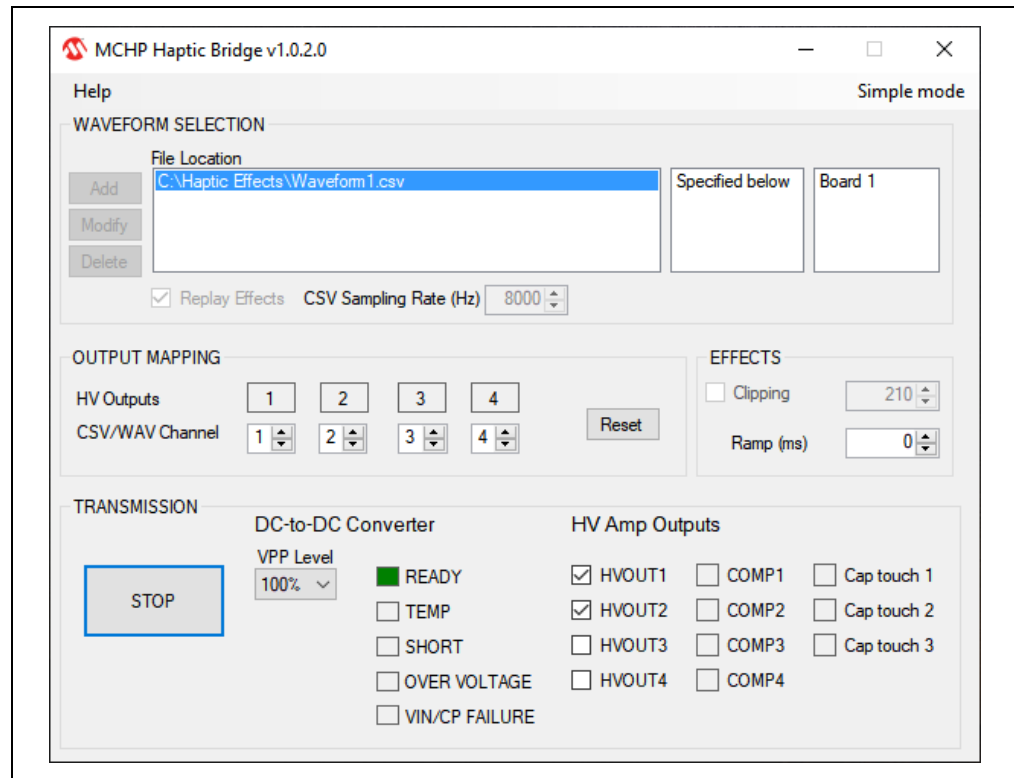 MCHP Haptic Bridge v1.0.2.0
Help Simple mode
WAVEFORM SELECTION
File Location
Add C:\Haptic Effects\Waveform1.csv Specified below Board 1
Modify
Delete
Replay Effects CSV Sampling Rate (Hz) 8000
OUTPUT MAPPING
HV Outputs 1 2 3 4
CSV/WAV Channel 1 2 3 4
Reset
EFFECTS
Clipping 210
Ramp (ms) 0
TRANSMISSION
STOP
DC-to-DC Converter
VPP Level
100%
READY
TEMP
SHORT
OVER VOLTAGE
VIN/CP FAILURE
HV Amp Outputs
HVOUT1 COMP1 Cap touch 1
HVOUT2 COMP2 Cap touch 2
HVOUT3 COMP3 Cap touch 3
HVOUT4 COMP4